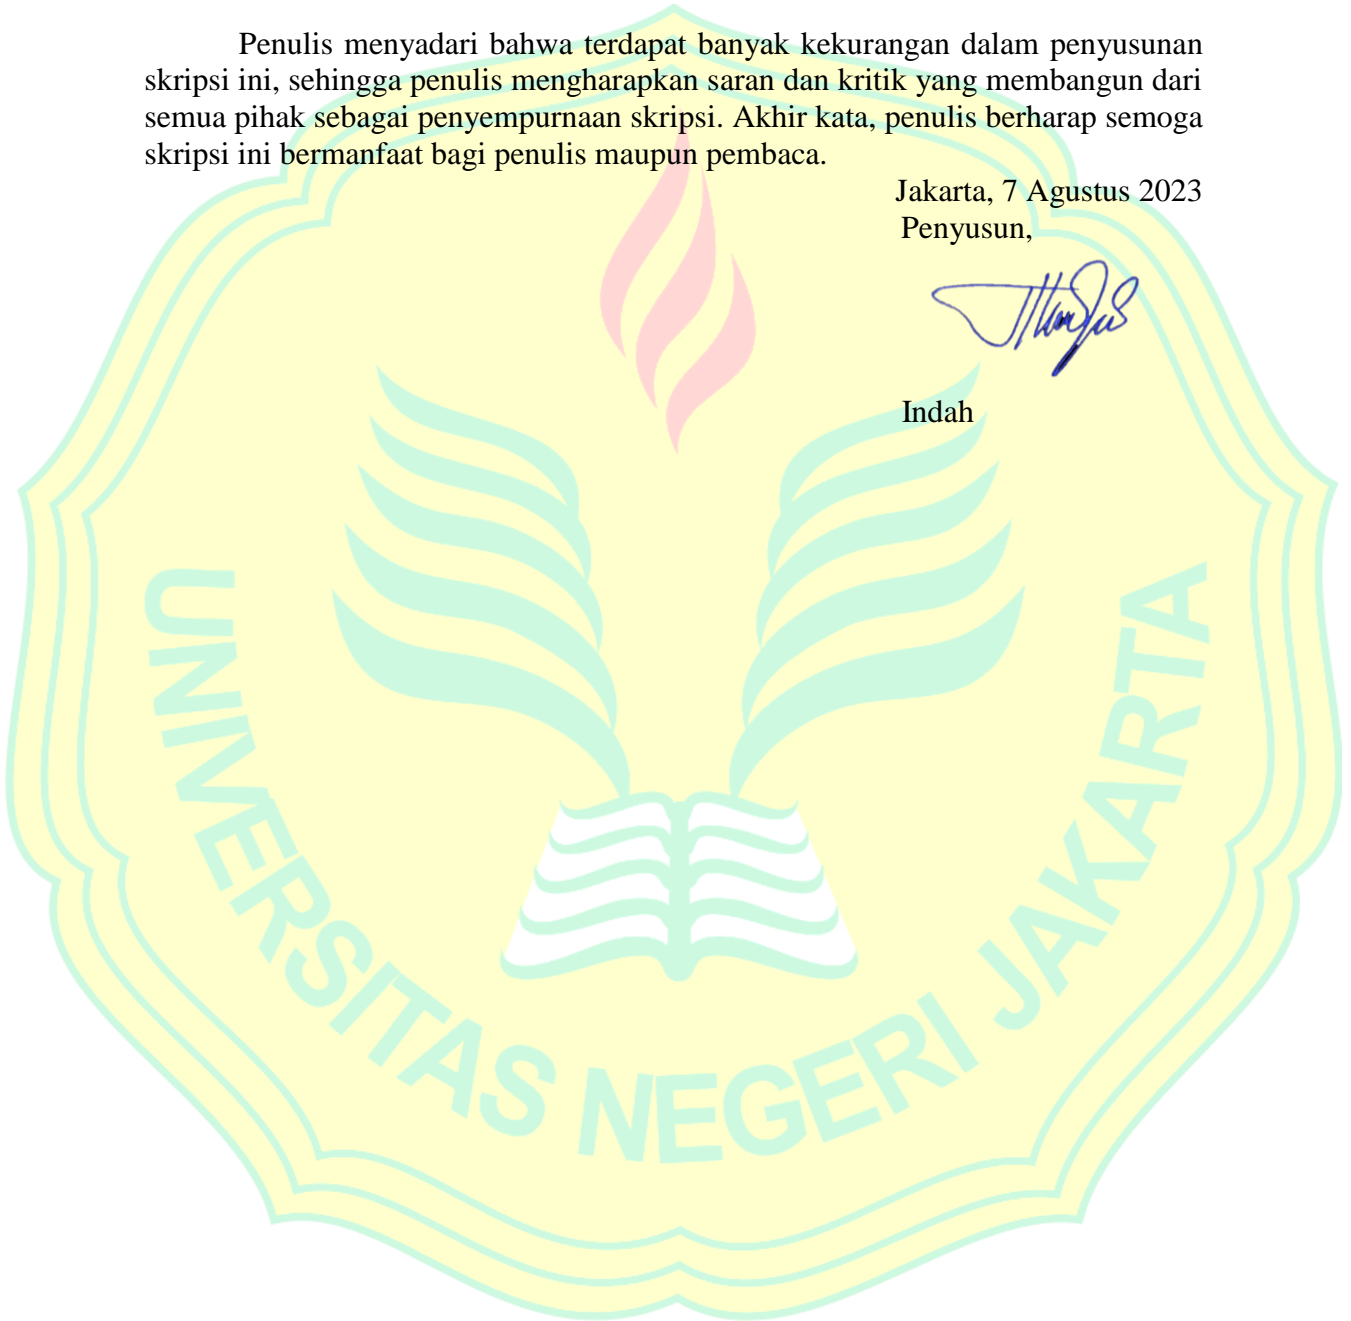 Penulis menyadari bahwa terdapat banyak kekurangan dalam penyusunan
skripsi ini, sehingga penulis mengharapkan saran dan kritik yang membangun dari
semua pihak sebagai penyempurnaan skripsi. Akhir kata, penulis berharap semoga
skripsi ini bermanfaat bagi penulis maupun pembaca.
Jakarta, 7 Agustus 2023
Penyusun,
Indah
UNIVERSITAS NEGERI JAKARTA